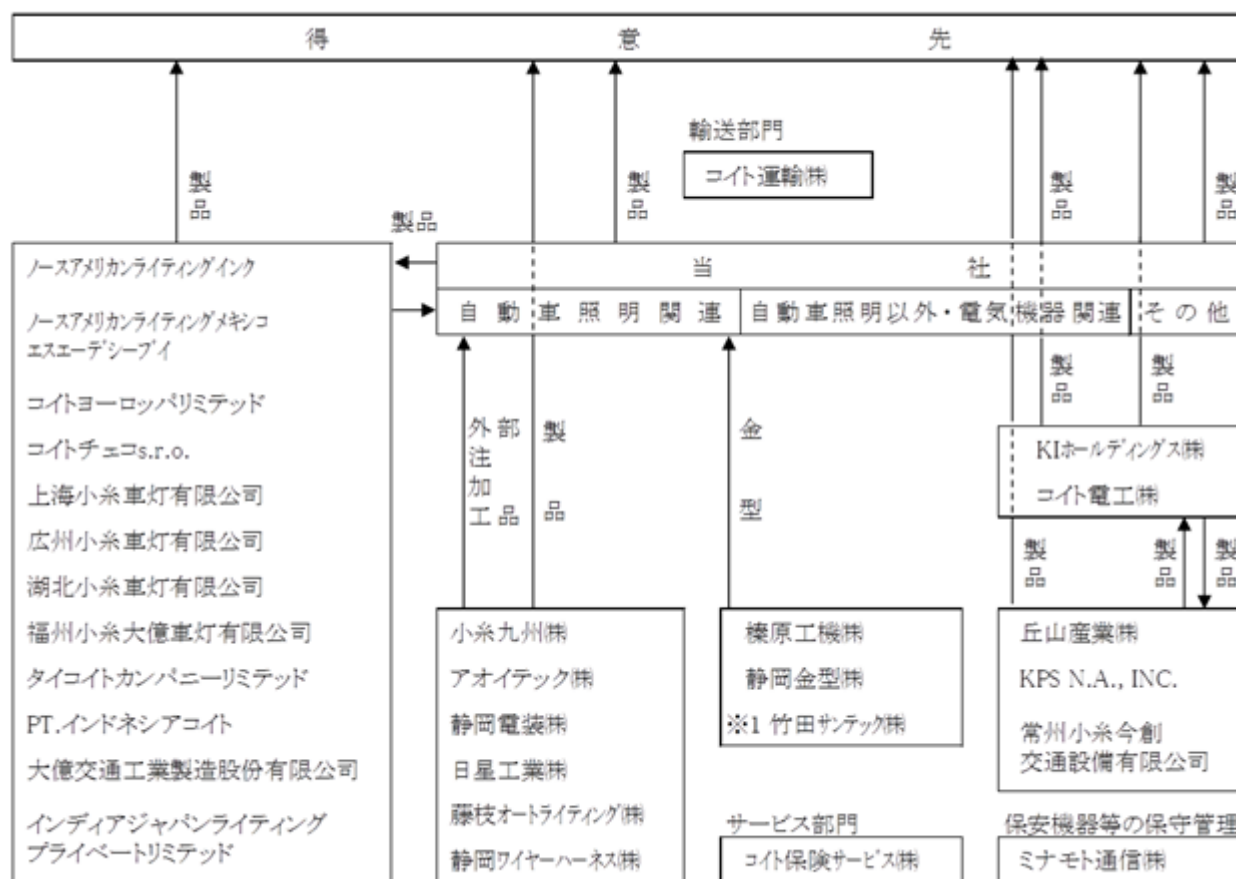 得意先
輸送部門
コイト運輸㈱
製品
製品
製品
製品
製品
当社
自動車照明関連
自動車照明以外・電気機器関連
その他
ノースアメリカンライティングインク
ノースアメリカンライティングメキシコ
エスエーデシーブイ
コイトヨーロッパリミテッド
コイトチェコs.r.o.
上海小糸車灯有限公司
広州小糸車灯有限公司
湖北小糸車灯有限公司
福州小糸大億車灯有限公司
タイコイトカンパニーリミテッド
PT.インドネシアコイト
大億交通工業製造股份有限公司
インディアジャパンライティング
プライベートリミテッド
外注加工
部品
製品
金型
製品
製品
KIホールディングス㈱
コイト電工㈱
製品
製品
製品
小糸九州㈱
アオイテック㈱
静岡電装㈱
日星工業㈱
藤枝オートライティング㈱
静岡ワイヤーハーネス㈱
榛原工機㈱
静岡金型㈱
※1 竹田サンテック㈱
サービス部門
コイト保険サービス㈱
丘山産業㈱
KPS N.A., INC.
常州小糸今創
交通設備有限公司
保安機器等の保守管理
ミナモト通信㈱